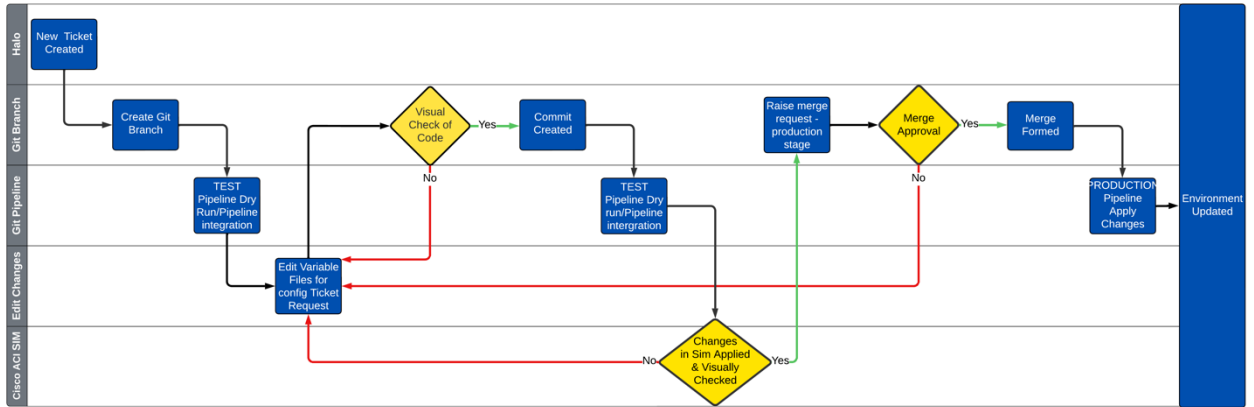 Halo
New Ticket
Created
Git Branch
Create Git
Branch
Visual
Check of
Code
Yes
No
Commit
Created
Raise merge
request -
production
stage
Merge
Approval
Yes
No
Merge
Formed
Git Pipeline
TEST
Pipeline Dry
Run/Pipeline
integration
TEST
Pipeline Dry
run/Pipeline
intergration
PRODUCTION
Pipeline
Apply
Changes
Environment
Updated
Edit Changes
Edit Variable
Files for
config Ticket
Request
Cisco ACI SIM
No
Changes
in Sim Applied
& Visually
Checked
Yes